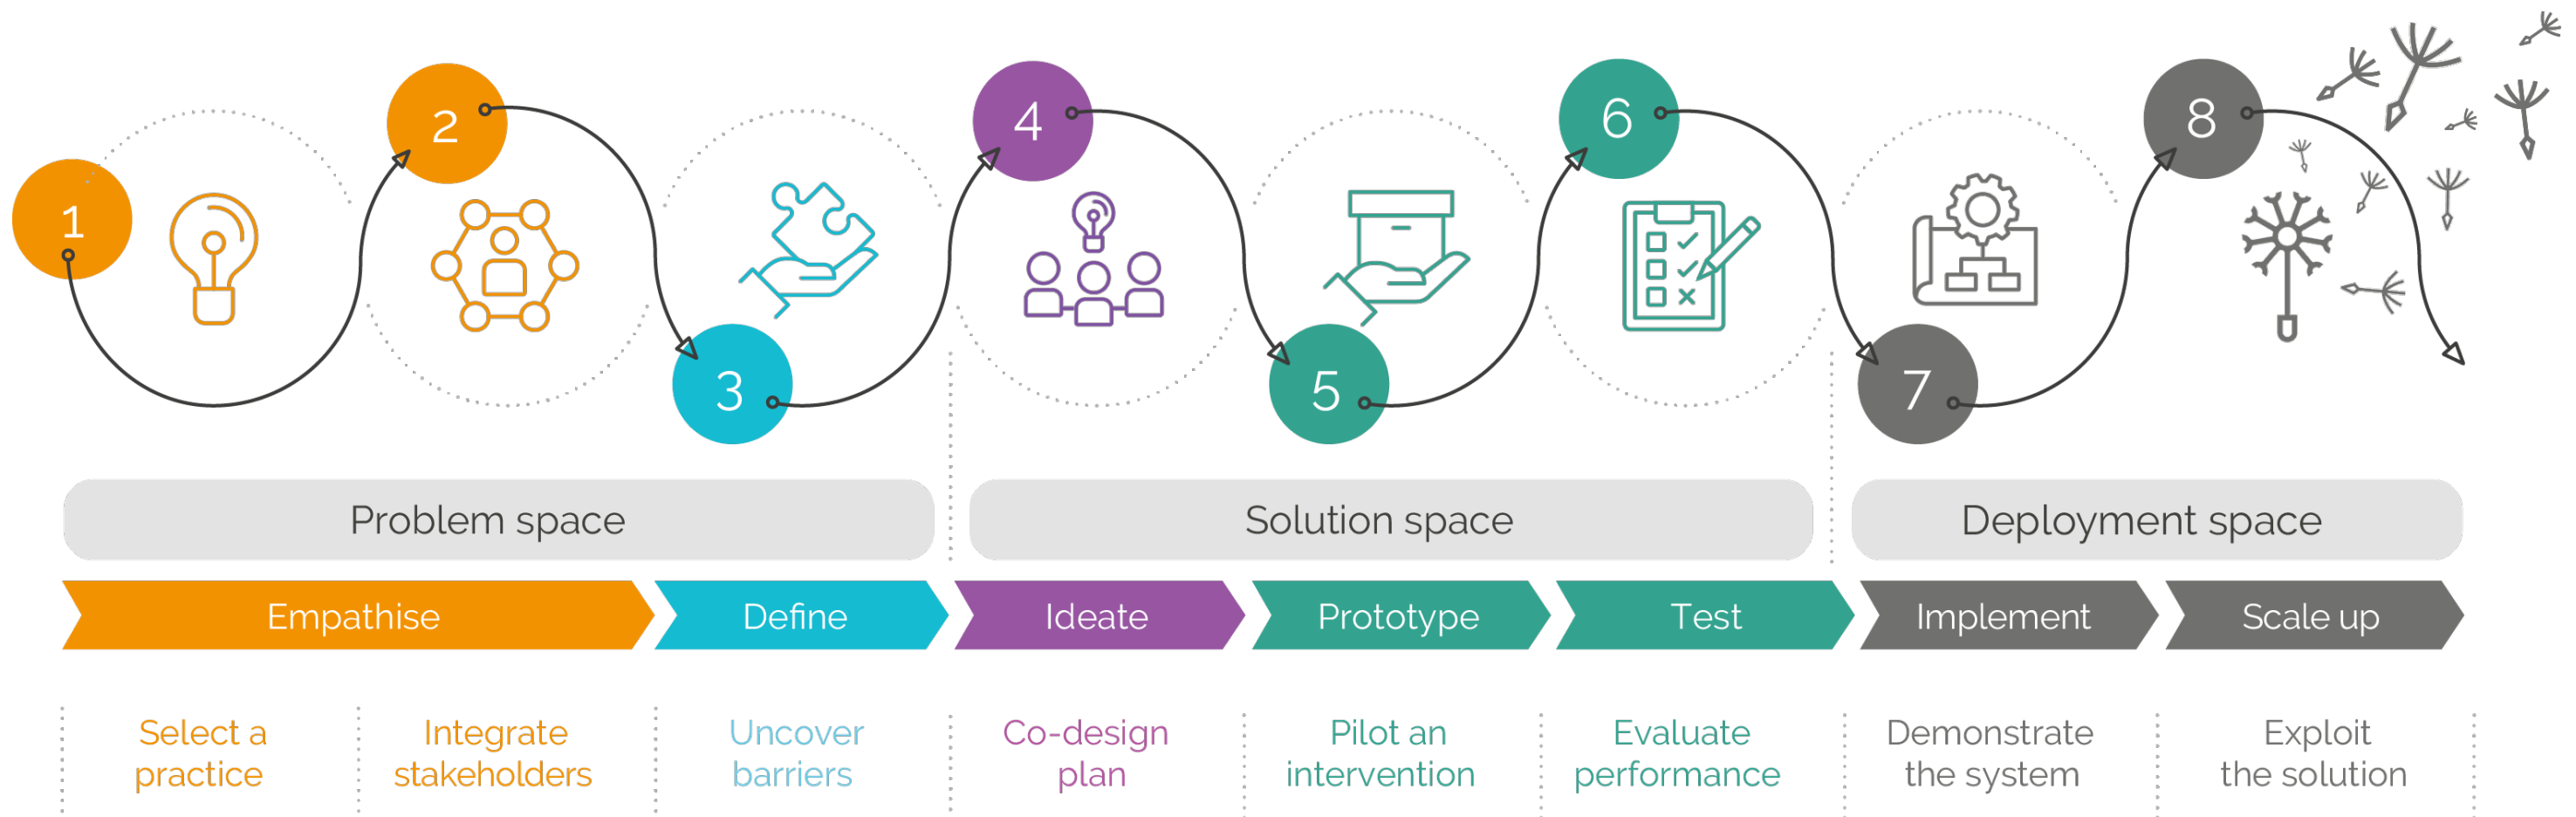 1
2
3
4
5
6
7
8
Problem space
Solution space
Deployment space
Empathise
Define
Ideate
Prototype
Test
Implement
Scale up
Select a
practice
Integrate
stakeholders
Uncover
barriers
Co-design
plan
Pilot an
intervention
Evaluate
performance
Demonstrate
the system
Exploit
the solution